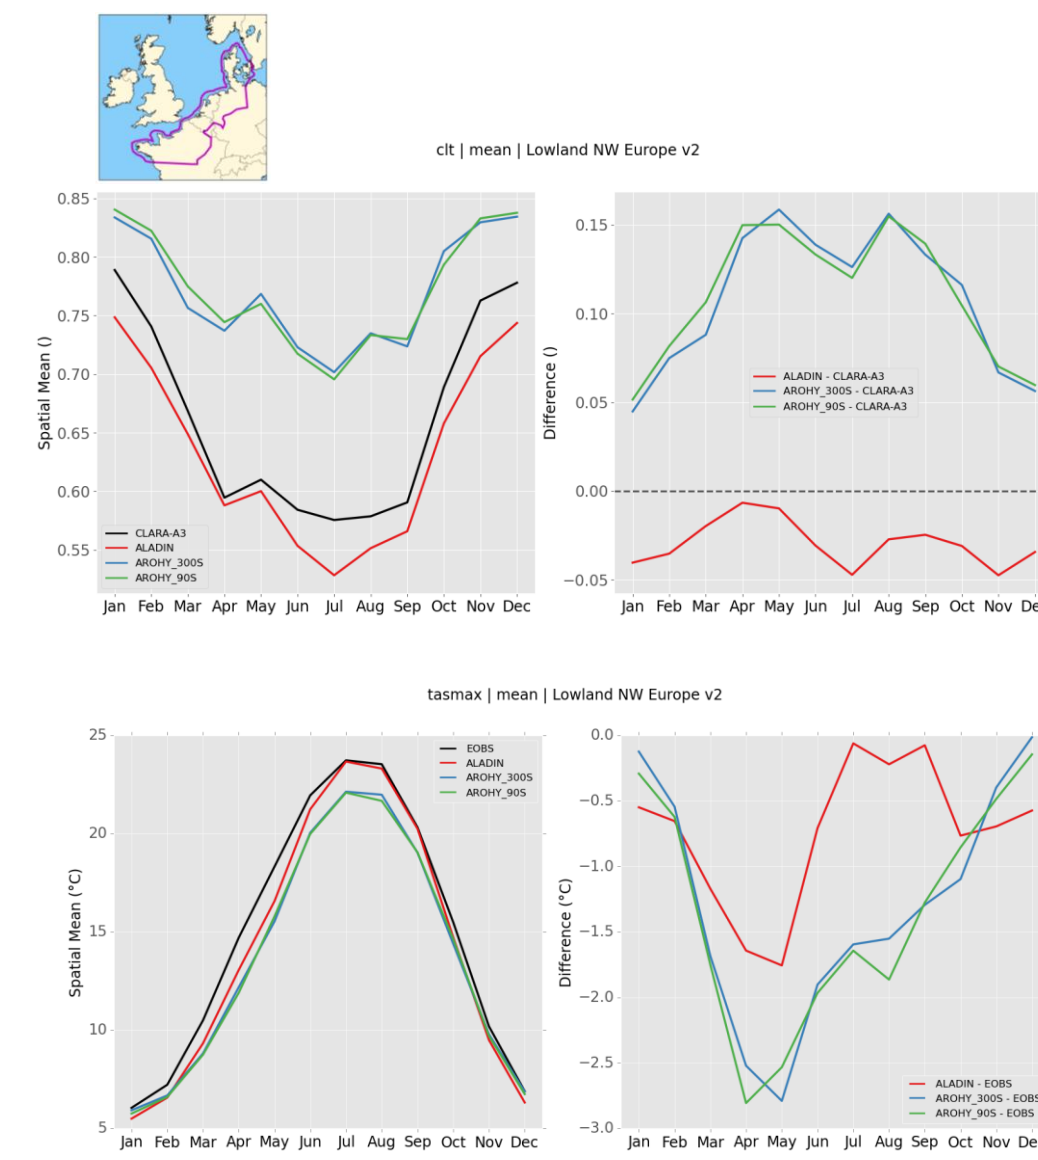 clt | mean | Lowland NW Europe v2
Spatial Mean ()
0.85
0.80
0.75
0.70
0.65
0.60
0.55
CLARA-A3
ALADIN
AROHY_300S
AROHY_90S
Jan Feb Mar Apr May Jun Jul Aug Sep Oct Nov Dec
Difference ()
0.15
0.10
0.05
0.00
−0.05
ALADIN - CLARA-A3
AROHY_300S - CLARA-A3
AROHY_90S - CLARA-A3
Jan Feb Mar Apr May Jun Jul Aug Sep Oct Nov De
tasmax | mean | Lowland NW Europe v2
Spatial Mean (°C)
25
20
15
10
5
EOBS
ALADIN
AROHY_300S
AROHY_90S
Jan Feb Mar Apr May Jun Jul Aug Sep Oct Nov Dec
Difference (°C)
0.0
−0.5
−1.0
−1.5
−2.0
−2.5
−3.0
ALADIN - EOBS
AROHY_300S - EOBS
AROHY_90S - EOBS
Jan Feb Mar Apr May Jun Jul Aug Sep Oct Nov De